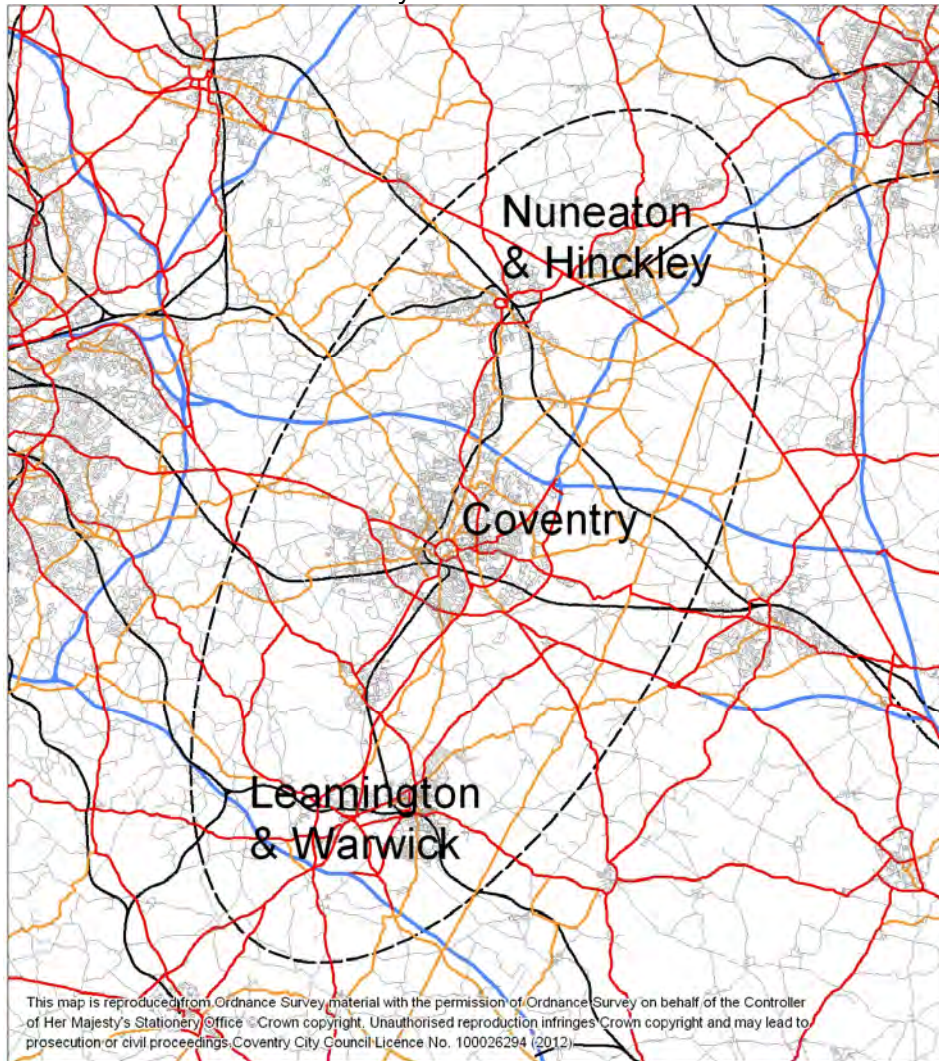 Nuneaton
& Hinckley
Coventry
Leamington
& Warwick
This map is reproduced from Ordnance Survey material with the permission of Ordnance Survey on behalf of the Controller
of Her Majesty's Stationery Office ©Crown copyright. Unauthorised reproduction infringes Crown copyright and may lead to
prosecution or civil proceedings.Coventry City Council Licence No. 100026294 (2012)